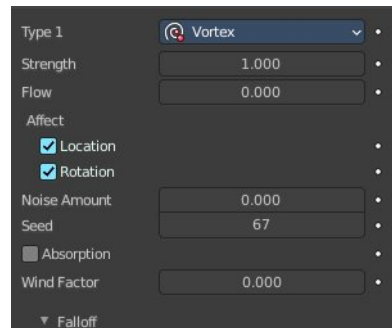 Type 1 Vortex
Strength 1.000
Flow 0.000
Affect
Location
Rotation
Noise Amount 0.000
Seed 67
Absorption
Wind Factor 0.000
Falloff